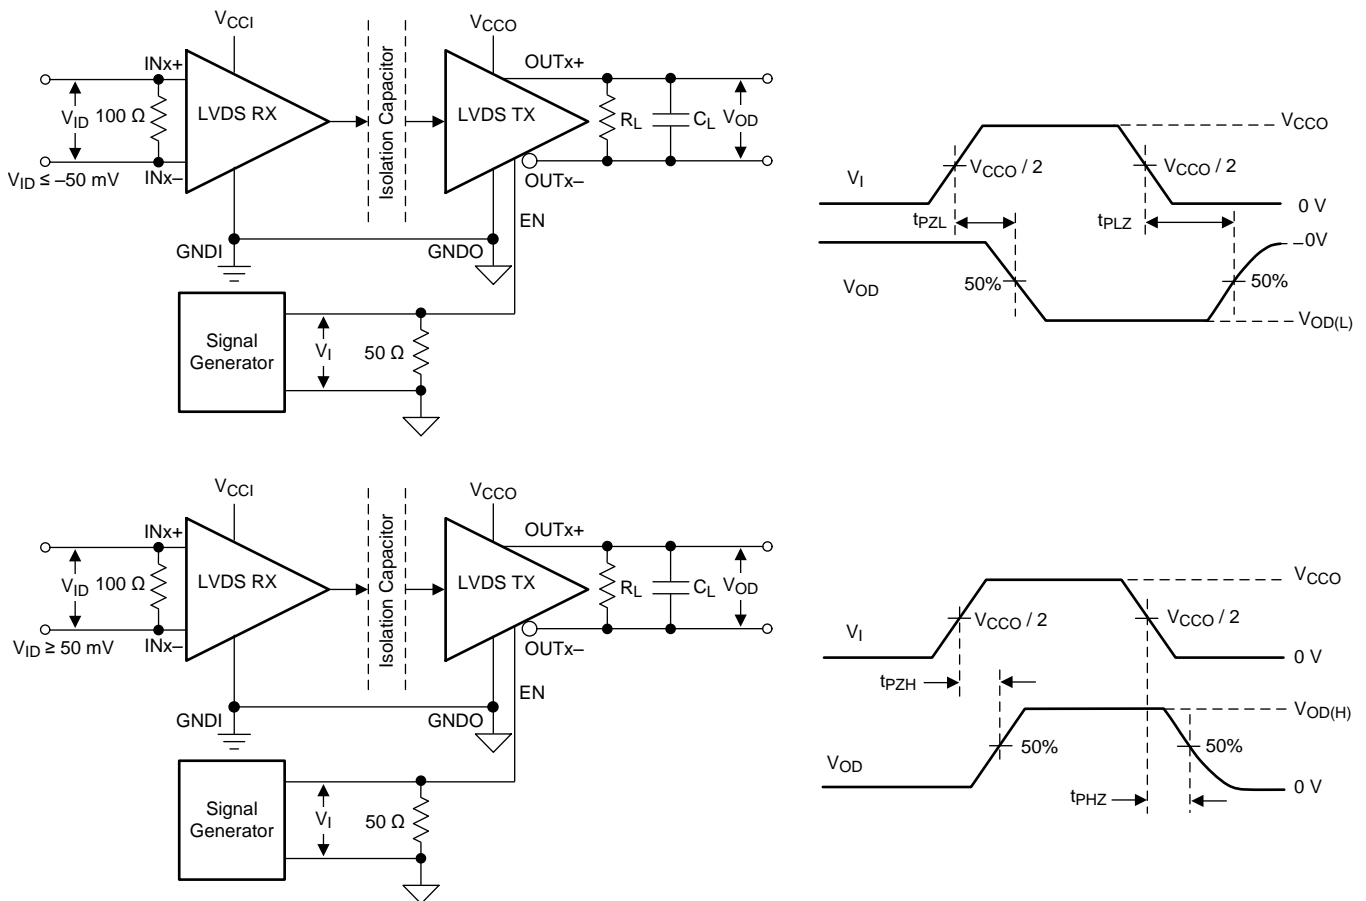 VCCI
VCCO
INx+
OUTx+
VID
100 Ω
LVDS RX
Isolation Capacitor
LVDS TX
RL
CL
VOD
VID ≤ –50 mV
INx–
OUTx–
EN
GNDI
GNDO
Signal
Generator
VI
50 Ω
VCCO
VI
VCCO / 2
VCCO / 2
0 V
tPZL
tPLZ
0V
VOD
50%
50%
VOD(L)
VCCI
VCCO
INx+
OUTx+
VID
100 Ω
LVDS RX
Isolation Capacitor
LVDS TX
RL
CL
VOD
VID ≥ 50 mV
INx–
OUTx–
EN
GNDI
GNDO
Signal
Generator
VI
50 Ω
VCCO
VI
VCCO / 2
VCCO / 2
0 V
tPZH
VOD(H)
50%
50%
VOD
0 V
tPHZ